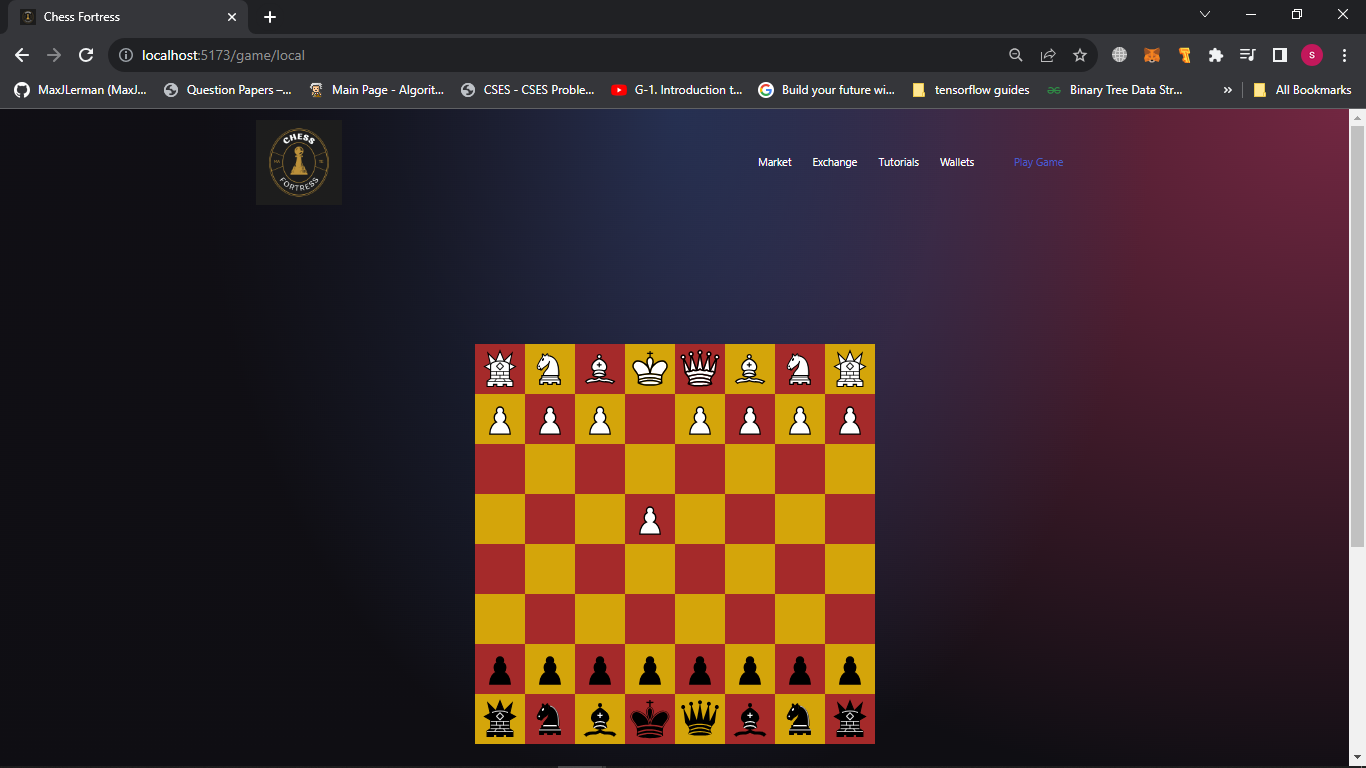 Chess Fortress
localhost:5173/game/local
S
MaxJLerman (MaxJ...
Question Papers –...
Main Page - Algorit...
CSES - CSES Proble...
G-1. Introduction t...
Build your future wi...
tensorflow guides
Binary Tree Data Str...
»
All Bookmarks
CHESS
FORTRESS
Market
Exchange
Tutorials
Wallets
Play Game